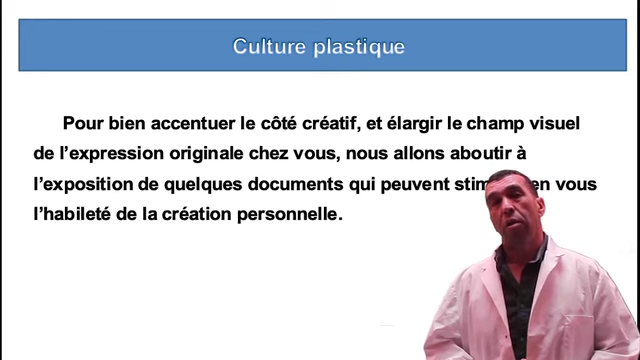 Culture plastique
Pour bien accentuer le côté créatif, et élargir le champ visuel
de l’expression originale chez vous, nous allons aboutir à
l’exposition de quelques documents qui peuvent en vous
l’habileté de la création personnelle.